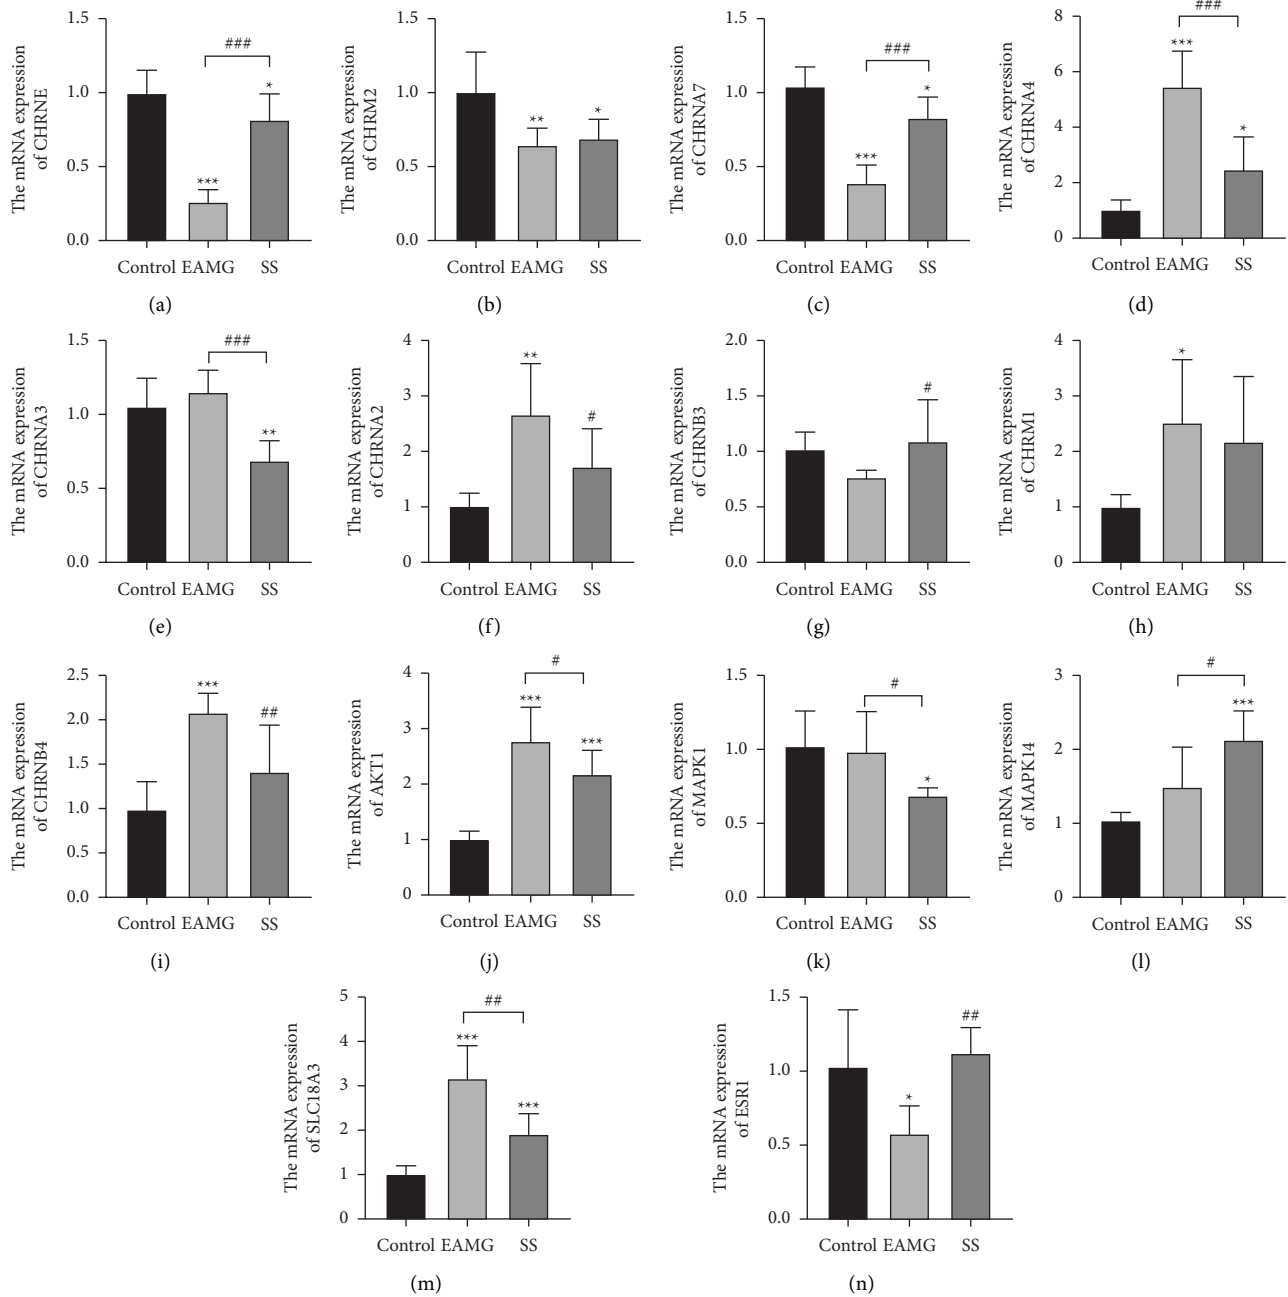 The mRNA expression
of CHRNE
1.5
1.0
0.5
0.0
###
***
*
Control EAMG SS
(a)
The mRNA expression
of CHRM2
1.5
1.0
0.5
0.0
**
*
Control EAMG SS
(b)
The mRNA expression
of CHRNA7
1.5
1.0
0.5
0.0
###
***
*
Control EAMG SS
(c)
The mRNA expression
of CHRNA4
8
6
4
2
0
###
***
*
Control EAMG SS
(d)
The mRNA expression
of CHRNA3
1.5
1.0
0.5
0.0
###
**
Control EAMG SS
(e)
The mRNA expression
of CHRNA2
4
3
2
1
0
**
#
Control EAMG SS
(f)
The mRNA expression
of CHRNB3
2.0
1.5
1.0
0.5
0.0
#
Control EAMG SS
(g)
The mRNA expression
of CHRM1
4
3
2
1
0
*
Control EAMG SS
(h)
The mRNA expression
of CHRNB4
2.5
2.0
1.5
1.0
0.5
0.0
***
##
Control EAMG SS
(i)
The mRNA expression
of AKT1
4
3
2
1
0
#
***
***
Control EAMG SS
(j)
The mRNA expression
of MAPK1
1.5
1.0
0.5
0.0
#
*
Control EAMG SS
(k)
The mRNA expression
of MAPK14
3
2
1
0
#
***
Control EAMG SS
(l)
The mRNA expression
of SLC18A3
5
4
3
2
1
0
##
***
***
Control EAMG SS
(m)
The mRNA expression
of ESR1
1.5
1.0
0.5
0.0
*
##
Control EAMG SS
(n)